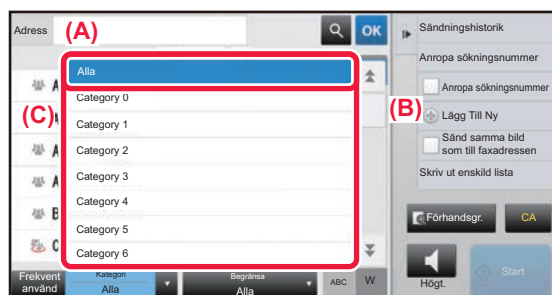 Adress
(A)
OK
Alla
Category 0
Category 1
Category 2
Category 3
Category 4
Category 5
Category 6
(C)
A
A
A
B
C
Frekvent
använd
Kategori
Alla
Begränsa
Alla
ABC
W
(B)
Sändningshistorik
Anropa sökningsnummer
Anropa sökningsnummer
Lägg Till Ny
Sänd samma bild
som till faxadressen
Skriv ut enskild lista
Förhandsgr.
CA
Högt.
Start